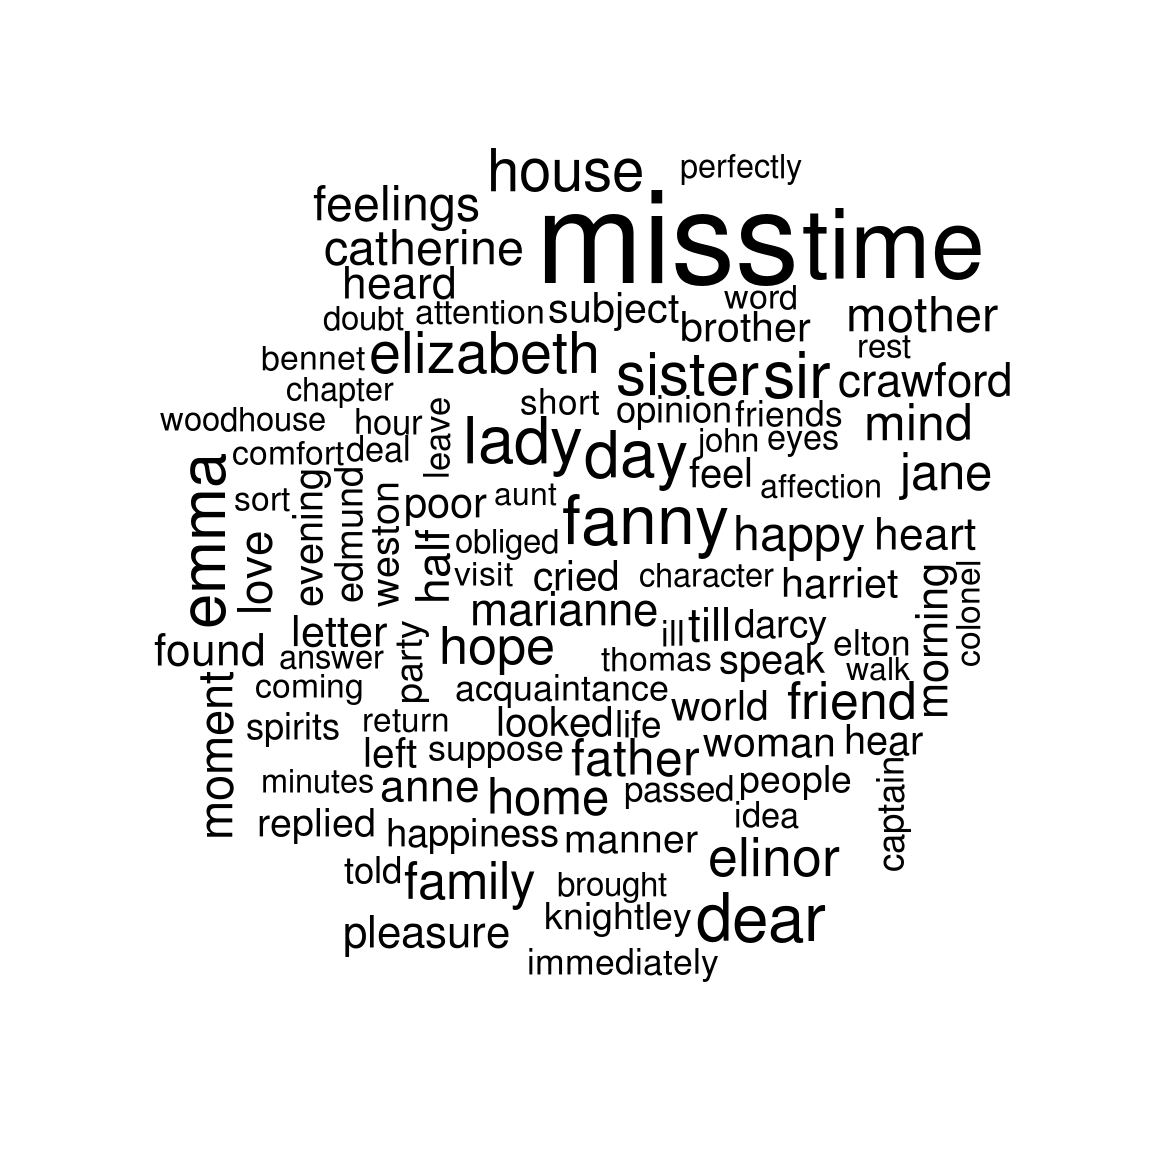 house perfectly
feelings miss time
catherine
heard
doubt attention subject word mother
brother
bennet elizabeth rest
chapter sister sir crawford
woodhouse hour leave short opinion friends mind
comfort deal lady day john eyes
emma sort evening edmund weston poor aunt feel affection jane
love half obliged fanny happy heart
visit cried character harriet morning colonel
marianne
letter party ill till darcy
found answer hope thomas speak elton
walk
moment coming acquaintance world friend
spirits return looked life
left suppose father woman hear
minutes anne home passed people captain
replied happiness manner idea
told family brought elinor
pleasure knightley dear
immediately